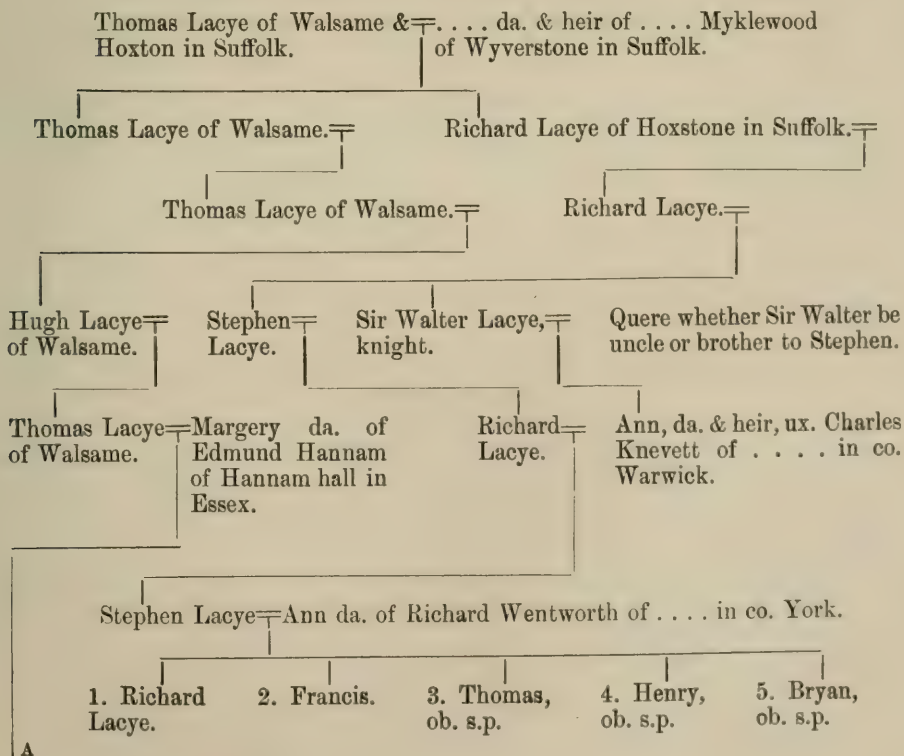 Thomas Lacye of Walsame & . . . . da. & heir of . . . . Myklewood
Hoxton in Suffolk. of Wyverstone in Suffolk.
Thomas Lacye of Walsame. Richard Lacye of Hoxstone in Suffolk.
Thomas Lacye of Walsame. Richard Lacye.
Hugh Lacye
of Walsame.
Stephen
Lacye.
Sir Walter Lacye,
knight.
Quere whether Sir Walter be
uncle or brother to Stephen.
Thomas Lacye
of Walsame.
Margery da. of
Edmund Hannam
of Hannam hall in
Essex.
Richard
Lacye.
Ann, da. & heir, ux. Charles
Knevett of . . . . in co.
Warwick.
Stephen Lacye Ann da. of Richard Wentworth of . . . . in co. York.
1. Richard
Lacye.
2. Francis.
3. Thomas,
ob. s.p.
4. Henry,
ob. s.p.
5. Bryan,
ob. s.p.
A